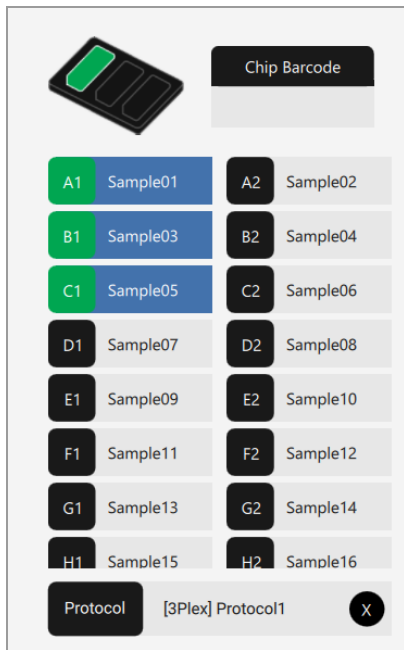 Chip Barcode
A1 Sample01 A2 Sample02
B1 Sample03 B2 Sample04
C1 Sample05 C2 Sample06
D1 Sample07 D2 Sample08
E1 Sample09 E2 Sample10
F1 Sample11 F2 Sample12
G1 Sample13 G2 Sample14
H1 Sample15 H2 Sample16
Protocol [3Plex] Protocol1 X